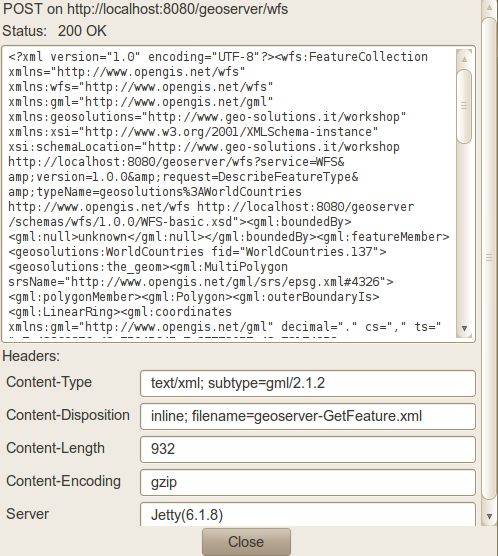 POST on http://localhost:8080/geoserver/wfs
Status: 200 OK
<?xml version="1.0" encoding="UTF-8"?><wfs:FeatureCollection
xmlns="http://www.opengis.net/wfs"
xmlns:wfs="http://www.opengis.net/wfs"
xmlns:gml="http://www.opengis.net/gml"
xmlns:geosolutions="http://www.geo-solutions.it/workshop"
xmlns:xsi="http://www.w3.org/2001/XMLSchema-instance"
xsi:schemaLocation="http://www.geo-solutions.it/workshop
http://localhost:8080/geoserver/wfs?service=WFS&
amp;version=1.0.0&amp;request=DescribeFeatureType&
amp;typeName=geosolutions%3AWorldCountries
http://www.opengis.net/wfs http://localhost:8080/geoserver
/schemas/wfs/1.0.0/WFS-basic.xsd"><gml:boundedBy>
<gml:null>unknown</gml:null></gml:boundedBy><gml:featureMember>
<geosolutions:WorldCountries fid="WorldCountries.137">
<geosolutions:the_geom><gml:MultiPolygon
srsName="http://www.opengis.net/gml/srs/epsg.xml#4326">
<gml:polygonMember><gml:Polygon><gml:outerBoundaryIs>
<gml:LinearRing><gml:coordinates
xmlns:gml="http://www.opengis.net/gml" decimal="." cs="," ts="
Headers:
Content-Type text/xml; subtype=gml/2.1.2
Content-Disposition inline; filename=geoserver-GetFeature.xml
Content-Length 932
Content-Encoding gzip
Server Jetty(6.1.8)
Close